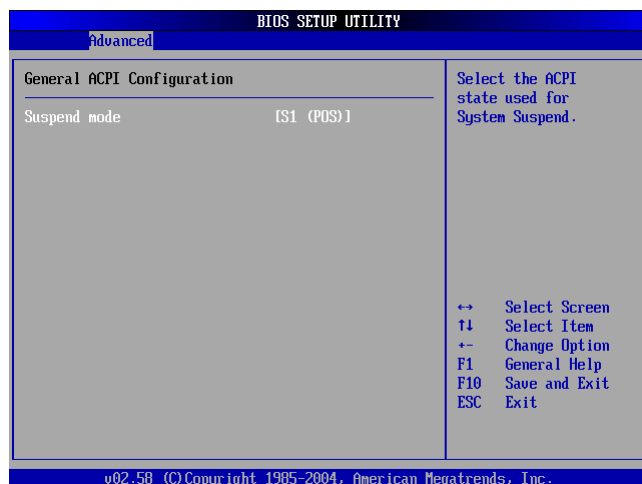 BIOS SETUP UTILITY
Advanced
General ACPI Configuration
Suspend mode [S1 (POS)]
Select the ACPI
state used for
System Suspend.
↔ Select Screen
↑↓ Select Item
+- Change Option
F1 General Help
F10 Save and Exit
ESC Exit
v02.58 (C)Copyright 1985-2004, American Megatrends, Inc.